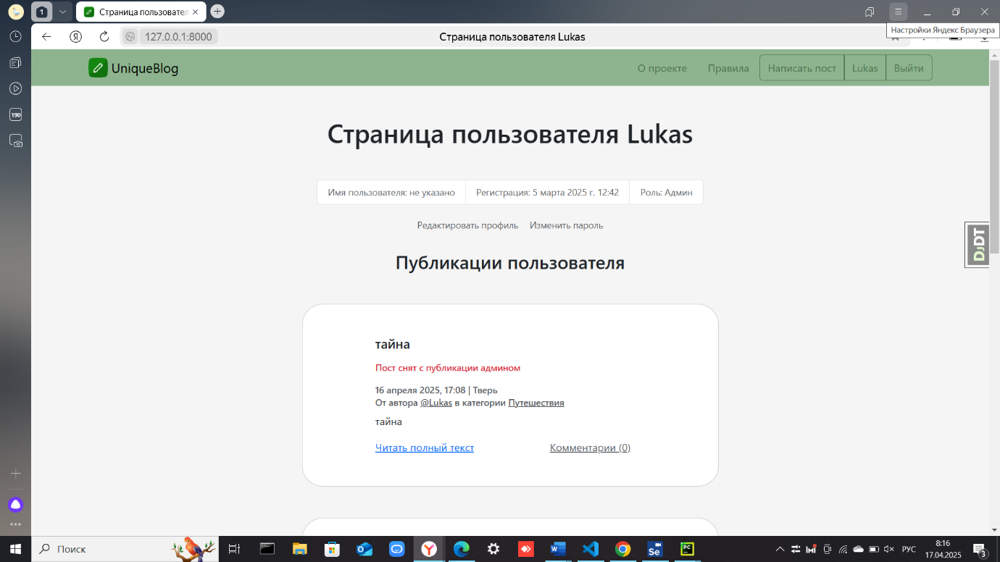 1
Страница пользовател
127.0.0.1:8000
Страница пользователя Lukas
Настройки Яндекс Браузера
UniqueBlog
О проекте
Правила
Написать пост
Lukas
Выйти
190
Страница пользователя Lukas
Имя пользователя: не указано
Регистрация: 5 марта 2025 г. 12:42
Роль: Админ
Редактировать профиль
Изменить пароль
DJDT
Публикации пользователя
тайна
Пост снят с публикации админом
16 апреля 2025, 17:08 | Тверь
От автора @Lukas в категории Путешествия
тайна
Читать полный текст
Комментарии (0)
Поиск
Se
PC
РУС
8:16
17.04.2025
3